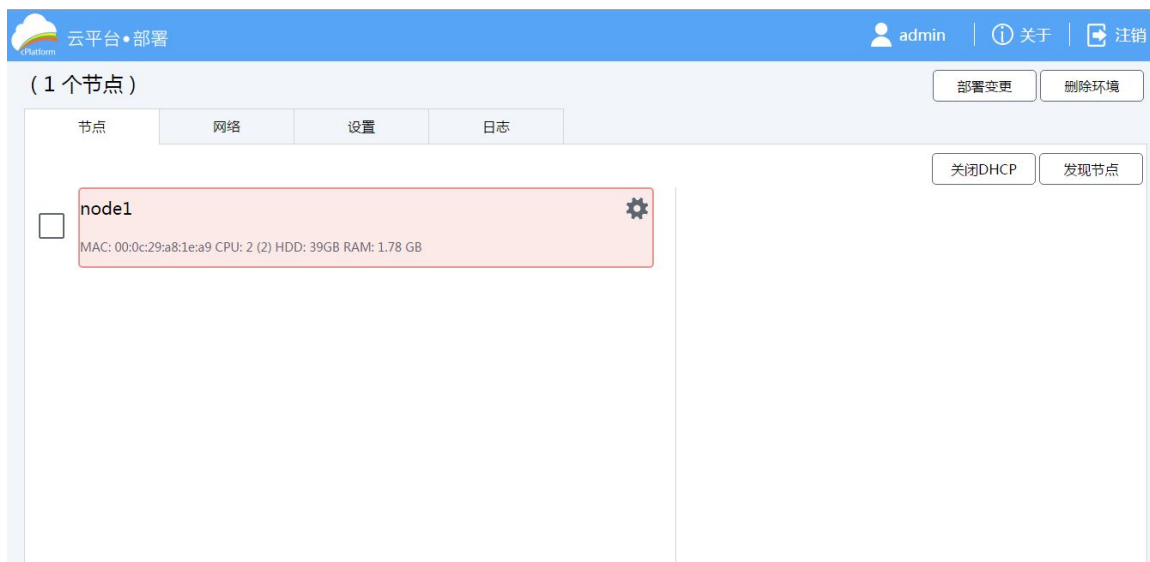 cPlatform
云平台•部署
admin
关于
注销
(1个节点)
部署变更
删除环境
节点
网络
设置
日志
关闭DHCP
发现节点
node1
MAC: 00:0c:29:a8:1e:a9 CPU: 2 (2) HDD: 39GB RAM: 1.78 GB